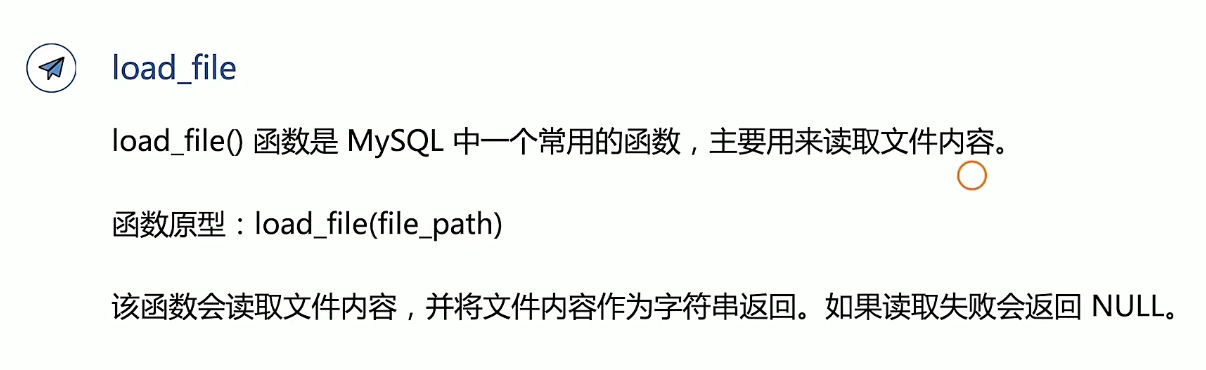 load_file
load_file() 函数是 MySQL 中一个常用的函数，主要用来读取文件内容。
函数原型：load_file(file_path)
该函数会读取文件内容，并将文件内容作为字符串返回。如果读取失败会返回 NULL。